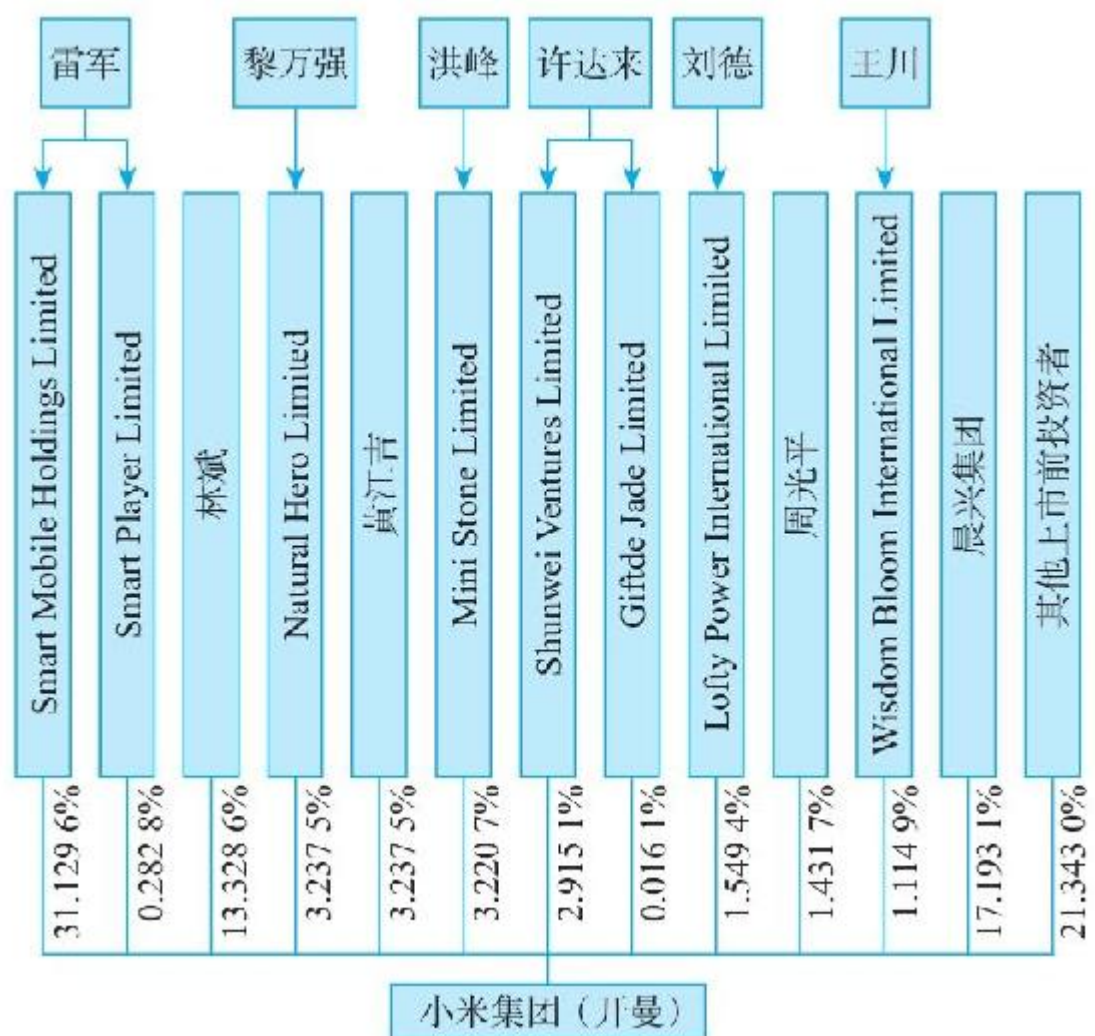 雷军
黎万强
洪峰
许达来
刘德
王川
Smart Mobile Holdings Limited
Smart Player Limited
林斌
Natural Hero Limited
黄江吉
Mini Stone Limited
Shunwei Ventures Limited
Giftde Jade Limited
Lofty Power International Limited
周光平
Wisdom Bloom International Limited
晨兴集团
其他上市前投资者
31.129 6%
0.282 8%
13.328 6%
3.237 5%
3.237 5%
3.220 7%
2.915 1%
0.016 1%
1.549 4%
1.431 7%
1.114 9%
17.193 1%
21.343 0%
小米集团（开曼）